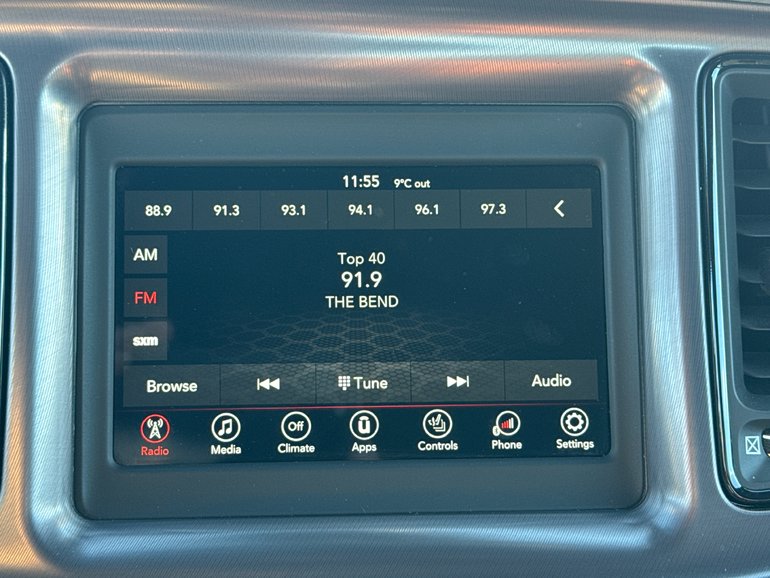 11:55 9°C out
88.9 91.3 93.1 94.1 96.1 97.3
AM
Top 40
91.9
FM
THE BEND
sxm
Browse Tune Audio
Off
Radio Media Climate Apps Controls Phone Settings